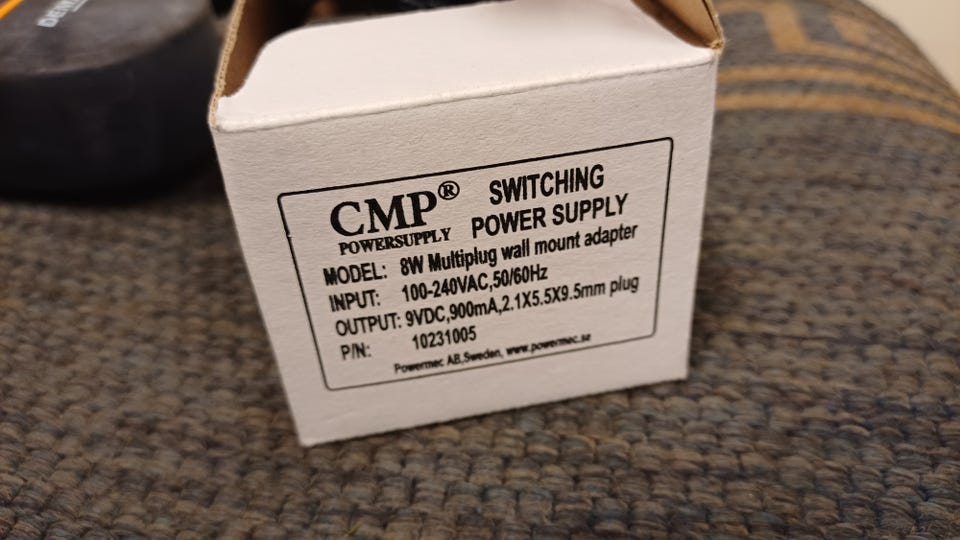 CMP® SWITCHING
POWERSUPPLY POWER SUPPLY
MODEL: 8W Multiplug wall mount adapter
INPUT: 100-240VAC,50/60Hz
OUTPUT: 9VDC,900mA,2.1X5.5X9.5mm plug
P/N: 10231005
Powermec AB,Sweden, www.powermec.se